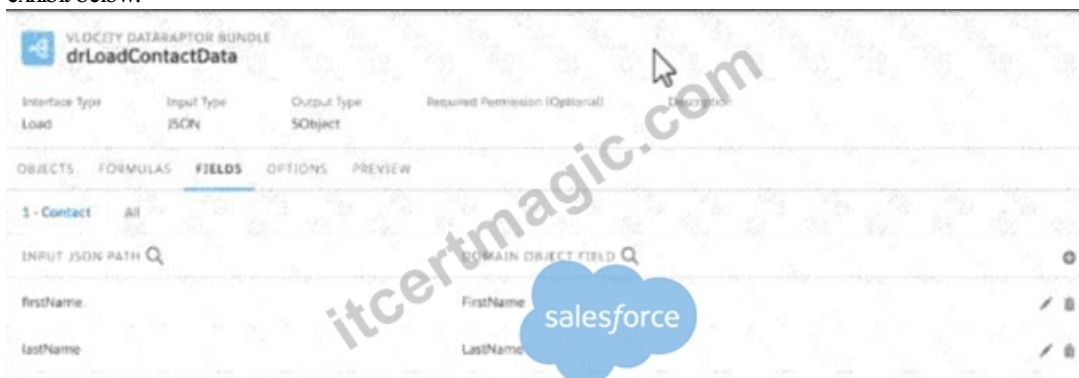 VLOCITY DATARAPTOR BUNDLE
drLoadContactData
Interface Type Input Type Output Type Required Permission (Optional) Description
Load JSON SObject
OBJECTS FORMULAS FIELDS OPTIONS PREVIEW
1 - Contact All
INPUT JSON PATH DOMAIN OBJECT FIELD
firstName FirstName
lastName LastName
salesforce
itcertmagic.com